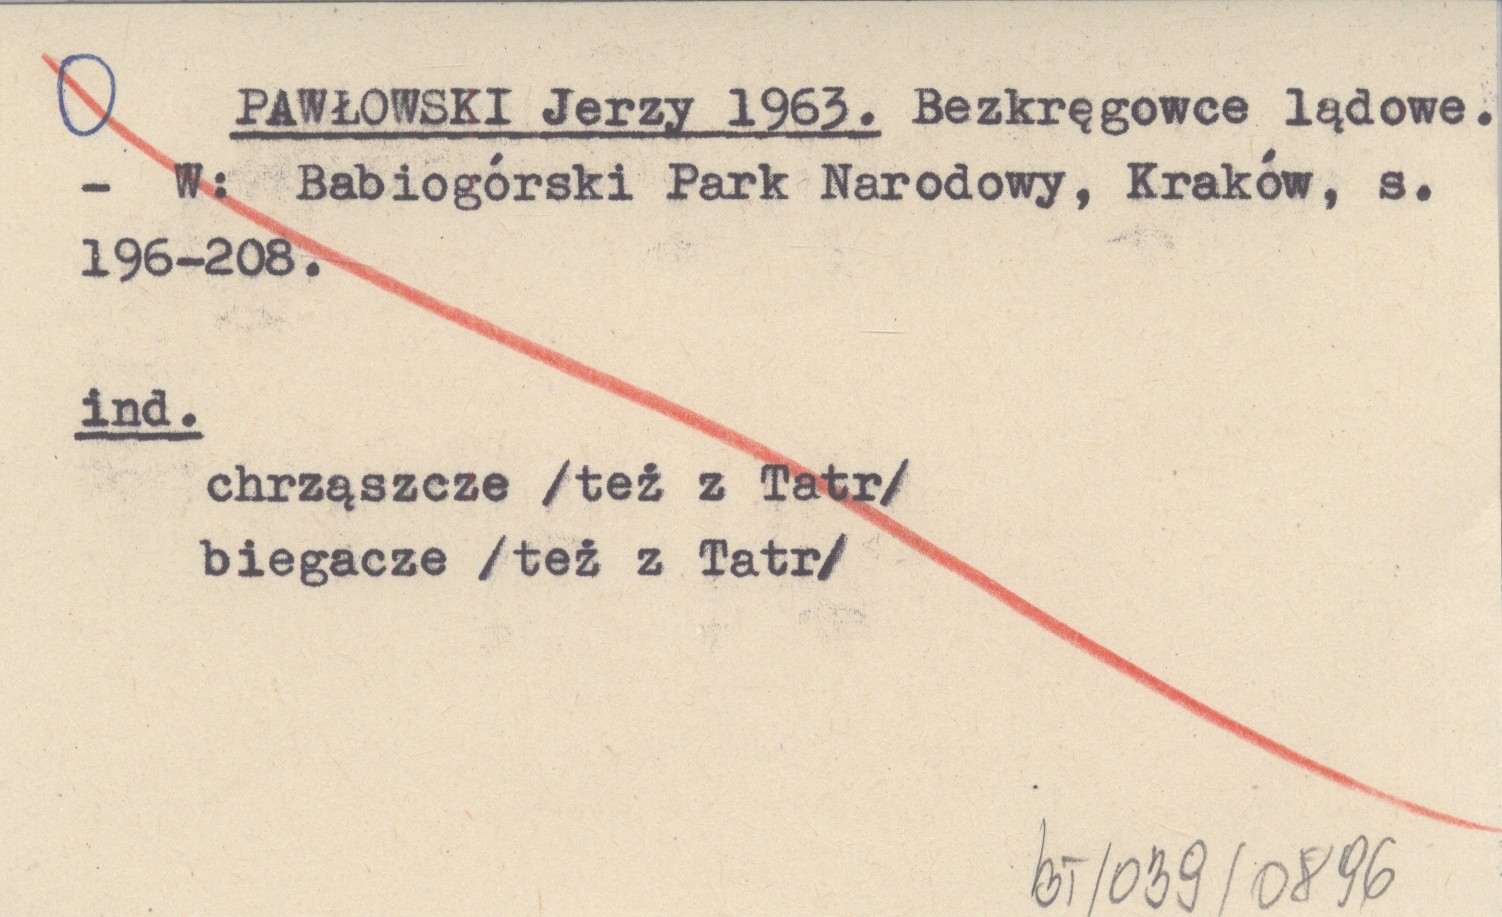 PAWŁOWSKI Jerzy 1963. Bezkręgowce lądowe.
- W: Babiogórski Park Narodowy, Kraków, s.
196-208.
ind.
chrząszcze /też z Tatr/
biegacze /też z Tatr/
BT/039/0896